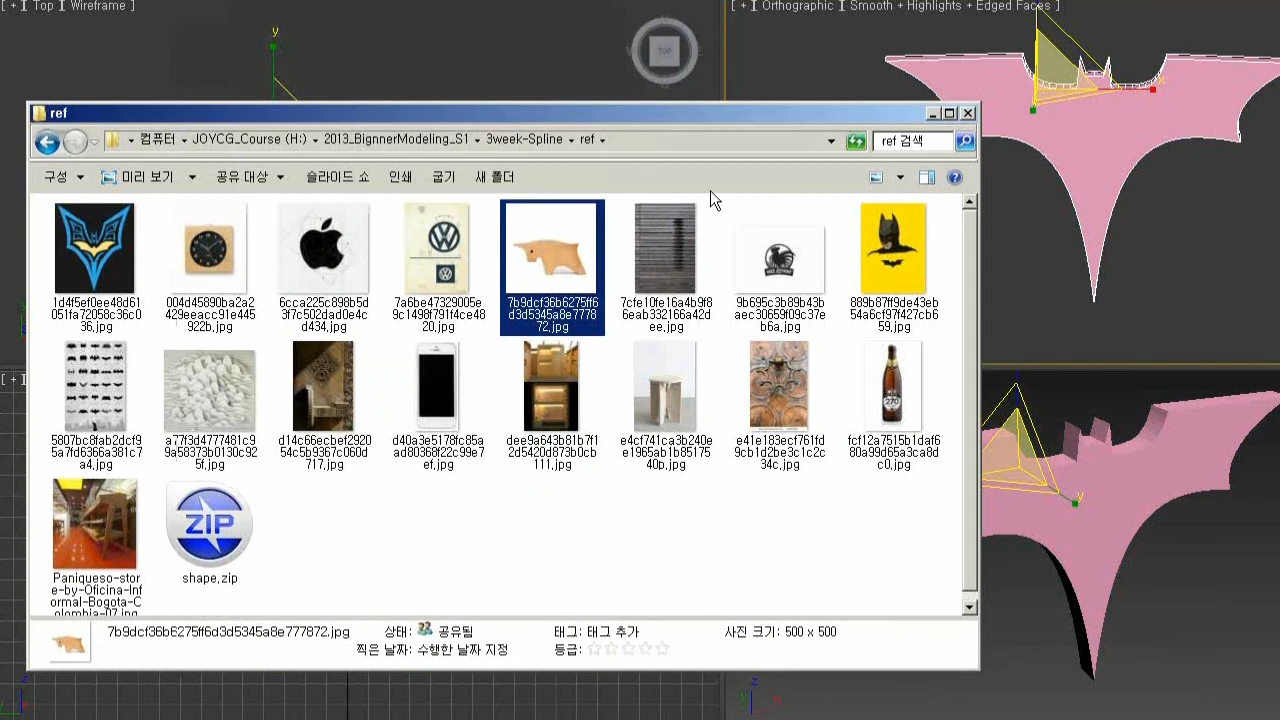 [ + ] Top ] Wireframe ]
[ + ] Orthographic ] Smooth + Highlights + Edged Faces ]
y
TOP
x
ref
컴퓨터 JOYCG_Course (H:) 2013_BignnerModeling_S1 3week-Spline ref
ref 검색
구성 미리 보기 공유 대상 슬라이드 쇼 인쇄 굽기 새 폴더
1d4f5ef0ee48d61
051fa72058c36c0
36.jpg
004d45890ba2a2
429eeacc91e445
922b.jpg
6cca225c898b5d
3f7c502dad0e4c
d434.jpg
7a6be47329005e
9c1498f7916ce48
20.jpg
7b9dcf36b6275ff6
d3d5345a8e7778
72.jpg
7cfe10fe16a4b9f8
6eab332166a42d
ee.jpg
9b695c3b89b43b
aec30659f09c37e
b6a.jpg
889b87ff9de43eb
54a6cf97f427cb6
59.jpg
270
5807bc9fab2dcf9
5a7fd6368a381c7
a4.jpg
a77f3d4777481c9
9a58373b0130c92
5f.jpg
d14c66ecbef2920
54c5b9367c060d
717.jpg
d40a3e5178fc85a
ad80368f22c99e7
ef.jpg
dee9a643b81b7f1
2d5420d873b0cb
111.jpg
e4cf741ca3b240e
e1965ab1b85175
40b.jpg
e41e183ecf761fd
9cb1d2be3c1c2c
34c.jpg
fcf12a7515b1daf6
80a99d65a3ca8d
c0.jpg
ZIP
Paniqueso-stor
e-by-Oficina-Inf
ormal-Bogota-C
olombia-07.jpg
shape.zip
7b9dcf36b6275ff6d3d5345a8e777872.jpg 상태: 공유됨 태그: 태그 추가 사진 크기: 500 x 500
찍은 날짜: 수행한 날짜 지정 등급:
[ +
y
z
z